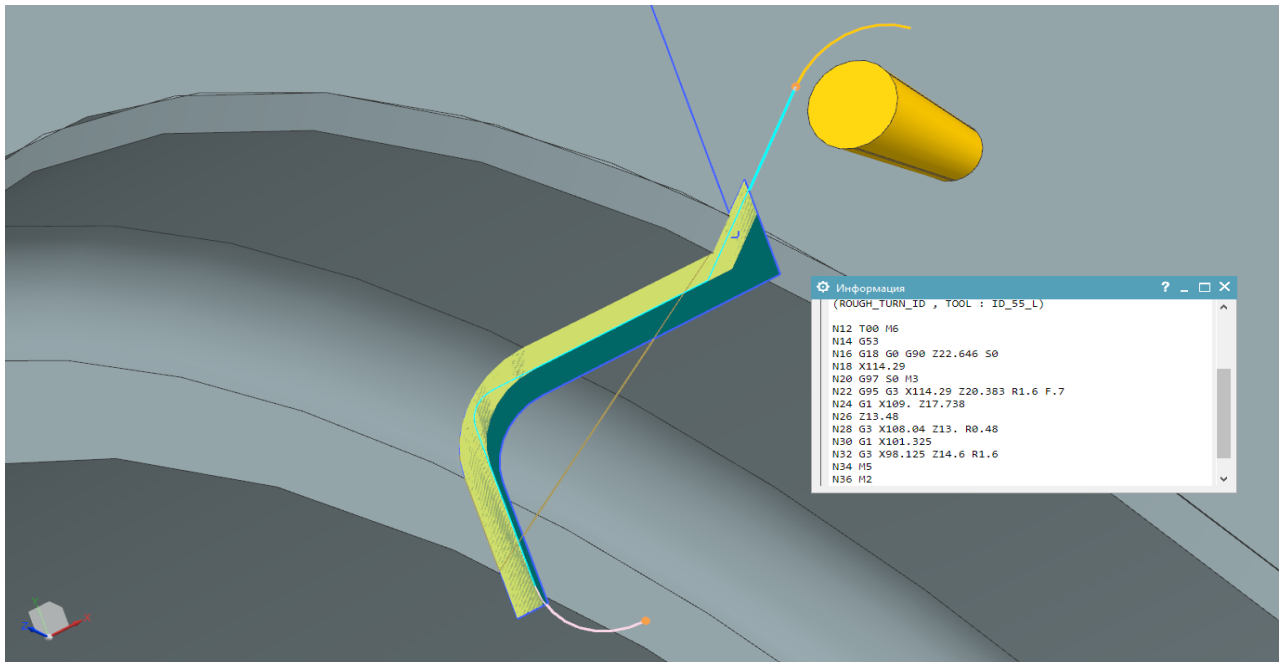 Информация
(ROUGH_TURN_ID , TOOL : ID_55_L)
N12 T00 M6
N14 G53
N16 G18 G0 G90 Z22.646 S0
N18 X114.29
N20 G97 S0 M3
N22 G95 G3 X114.29 Z20.383 R1.6 F.7
N24 G1 X109. Z17.738
N26 Z13.48
N28 G3 X108.04 Z13. R0.48
N30 G1 X101.325
N32 G3 X98.125 Z14.6 R1.6
N34 M5
N36 M2
Y
Z
X